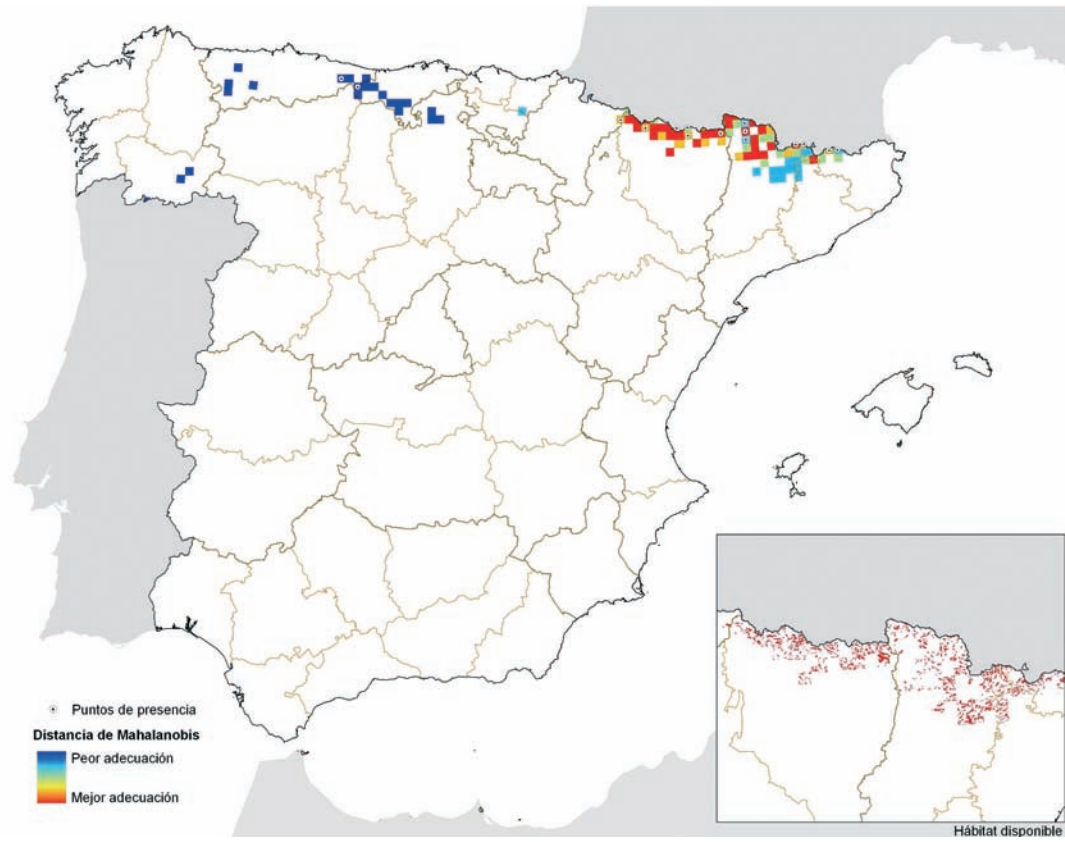 Puntos de presencia
Distancia de Mahalanobis
Peor adecuación
Mejor adecuación
Hábitat disponible